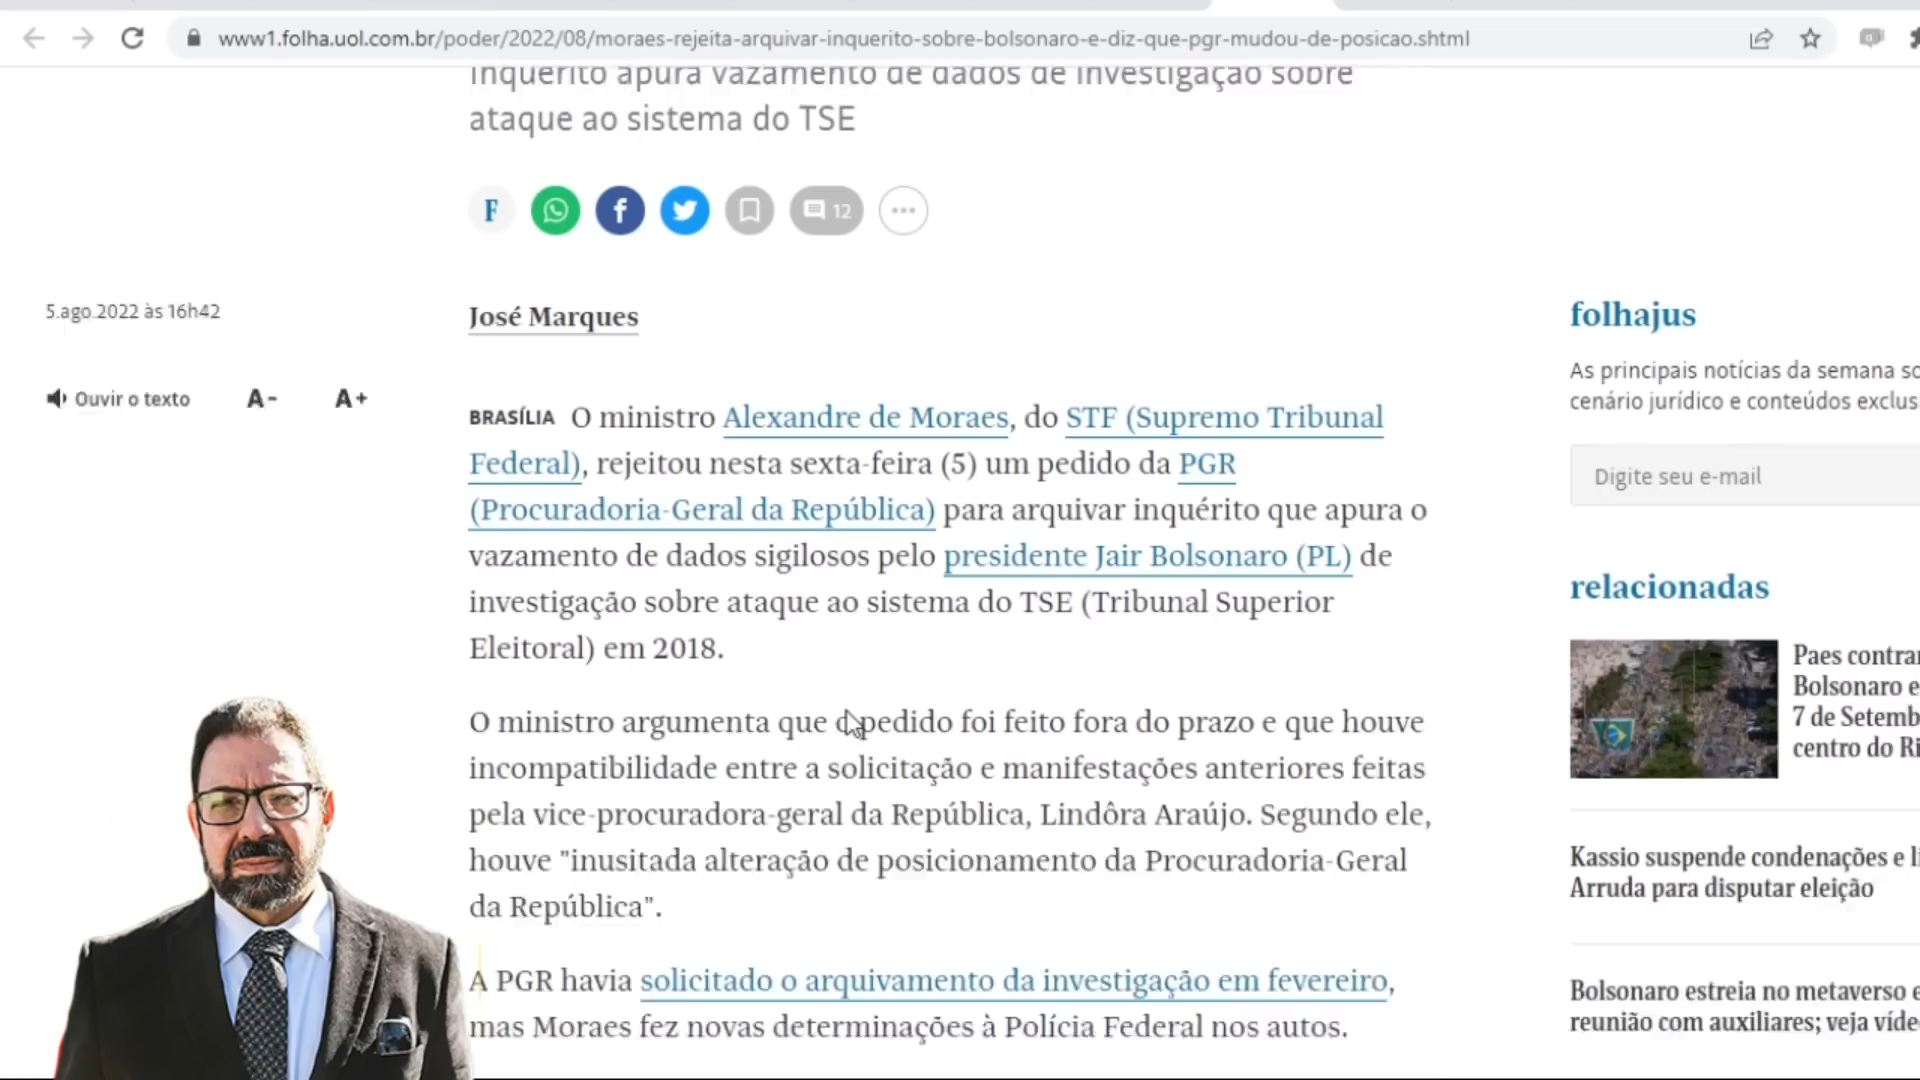 www1.folha.uol.com.br/poder/2022/08/moraes-rejeita-arquivar-inquerito-sobre-bolsonaro-e-diz-que-pgr-mudou-de-posicao.shtml
Inquérito apura vazamento de dados de investigação sobre
ataque ao sistema do TSE
F
f
12
5.ago.2022 às 16h42
José Marques
Ouvir o texto A- A+
BRASÍLIA O ministro Alexandre de Moraes, do STF (Supremo Tribunal
Federal), rejeitou nesta sexta-feira (5) um pedido da PGR
(Procuradoria-Geral da República) para arquivar inquérito que apura o
vazamento de dados sigilosos pelo presidente Jair Bolsonaro (PL) de
investigação sobre ataque ao sistema do TSE (Tribunal Superior
Eleitoral) em 2018.
O ministro argumenta que o pedido foi feito fora do prazo e que houve
incompatibilidade entre a solicitação e manifestações anteriores feitas
pela vice-procuradora-geral da República, Lindôra Araújo. Segundo ele,
houve "inusitada alteração de posicionamento da Procuradoria-Geral
da República".
A PGR havia solicitado o arquivamento da investigação em fevereiro,
mas Moraes fez novas determinações à Polícia Federal nos autos.
folhajus
As principais notícias da semana so
cenário jurídico e conteúdos exclus
Digite seu e-mail
relacionadas
Paes contra
Bolsonaro e
7 de Setemb
centro do Ri
Kassio suspende condenações e li
Arruda para disputar eleição
Bolsonaro estreia no metaverso e
reunião com auxiliares; veja víde